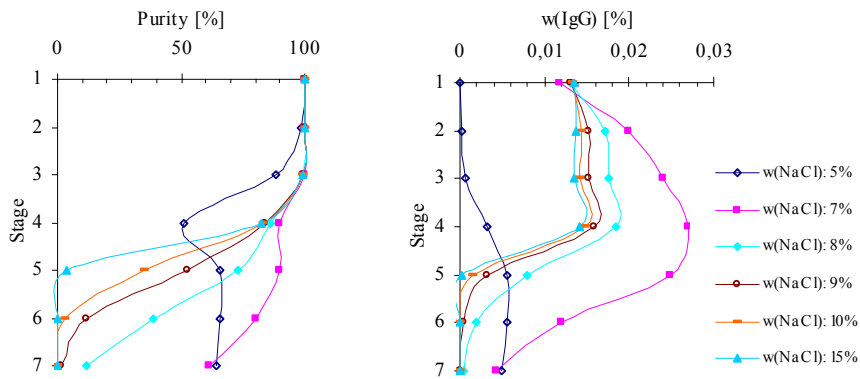 Purity [%]
0 50 100
Stage
1
2
3
4
5
6
7
w(IgG) [%]
0 0,01 0,02 0,03
Stage
1
2
3
4
5
6
7
w(NaCl): 5%
w(NaCl): 7%
w(NaCl): 8%
w(NaCl): 9%
w(NaCl): 10%
w(NaCl): 15%